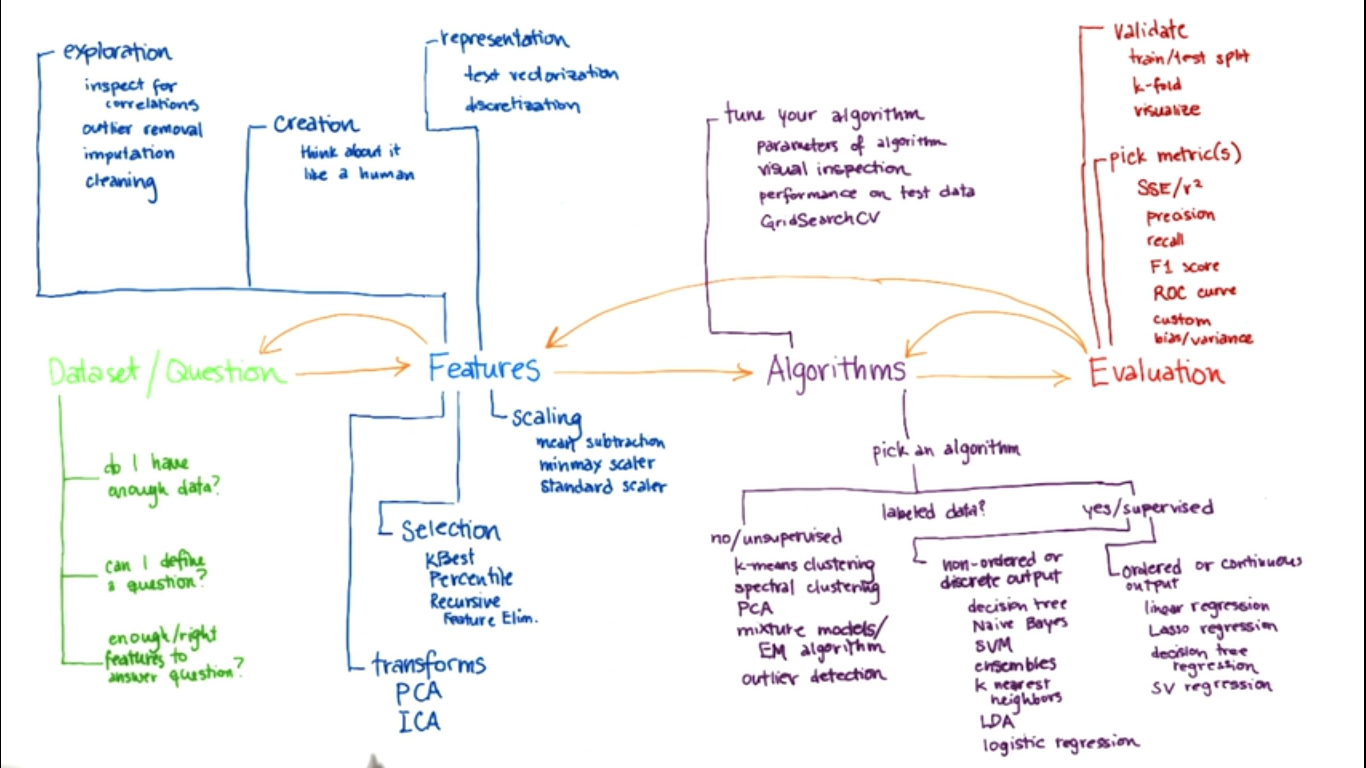 exploration
inspect for
correlations
outlier removal
imputation
cleaning
creation
think about it
like a human
representation
text vectorization
discretization
tune your algorithm
parameters of algorithm
visual inspection
performance on test data
GridSearchCV
validate
train/test split
k-fold
visualize
pick metric(s)
SSE/r²
precision
recall
F1 score
ROC curve
custom
bias/variance
Dataset/Question
Features
Algorithms
Evaluation
do I have
enough data?
can I define
a question?
enough/right
features to
answer question?
scaling
mean subtraction
minmax scaler
standard scaler
selection
KBest
Percentile
Recursive
Feature Elim.
transforms
PCA
ICA
pick an algorithm
labeled data?
no/unsupervised
k-means clustering
spectral clustering
PCA
mixture models/
EM algorithm
outlier detection
yes/supervised
non-ordered or
discrete output
decision tree
Naive Bayes
SVM
ensembles
k nearest
neighbors
LDA
logistic regression
ordered or continuous
output
linear regression
Lasso regression
decision tree
regression
SV regression